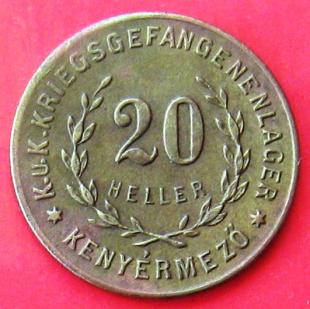 K.u.K.KRIEGSGEFANGENENLAGER
20
HELLER
KENYÉRMEZŐ